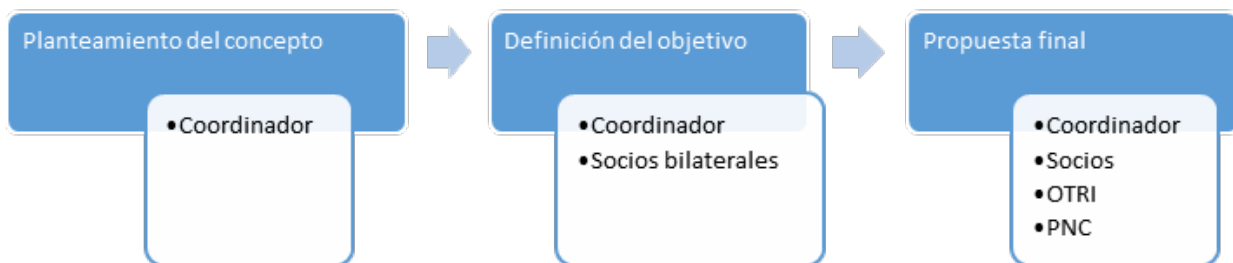 Planteamiento del concepto
•Coordinador
Definición del objetivo
•Coordinador
•Socios bilaterales
Propuesta final
•Coordinador
•Socios
•OTRI
•PNC